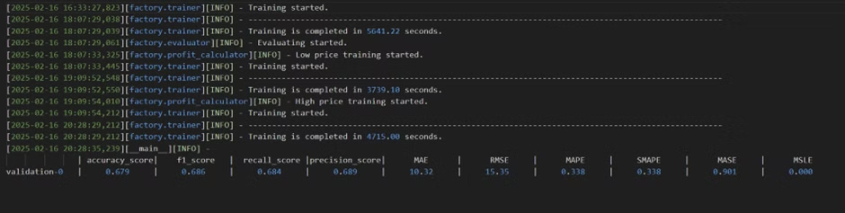 [2025-02-16 16:33:27,823][factory.trainer][INFO] - Training started.
[2025-02-16 18:07:29,038][factory.trainer][INFO] - --------------------------------------------------------------------------------
[2025-02-16 18:07:29,039][factory.trainer][INFO] - Training is completed in 5641.22 seconds.
[2025-02-16 18:07:29,061][factory.evaluator][INFO] - Evaluating started.
[2025-02-16 18:07:33,325][factory.profit_calculator][INFO] - Low price training started.
[2025-02-16 18:07:33,445][factory.trainer][INFO] - Training started.
[2025-02-16 19:09:52,548][factory.trainer][INFO] - --------------------------------------------------------------------------------
[2025-02-16 19:09:52,550][factory.trainer][INFO] - Training is completed in 3739.10 seconds.
[2025-02-16 19:09:54,010][factory.profit_calculator][INFO] - High price training started.
[2025-02-16 19:09:54,212][factory.trainer][INFO] - Training started.
[2025-02-16 20:28:29,212][factory.trainer][INFO] - --------------------------------------------------------------------------------
[2025-02-16 20:28:29,212][factory.trainer][INFO] - Training is completed in 4715.00 seconds.
[2025-02-16 20:28:35,239][__main__][INFO] -
| accuracy_score| f1_score | recall_score |precision_score| MAE | RMSE | MAPE | SMAPE | MASE | MSLE
validation-0 | 0.679 | 0.686 | 0.684 | 0.689 | 10.32 | 15.35 | 0.338 | 0.338 | 0.901 | 0.000